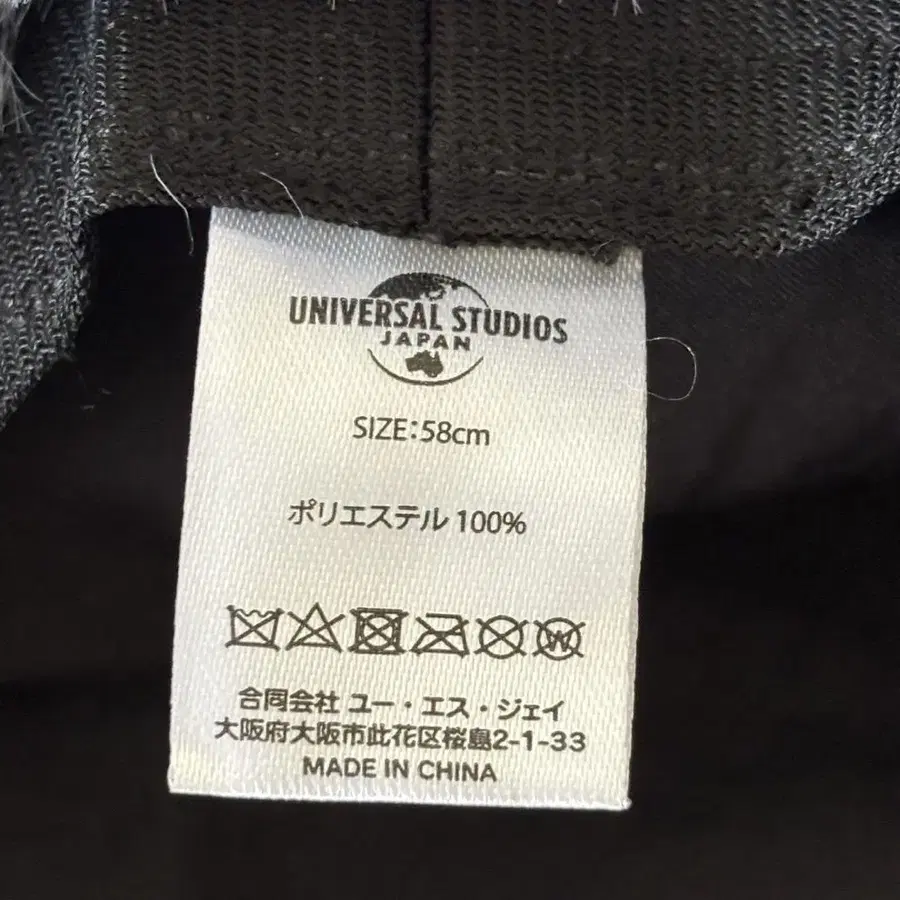 UNIVERSAL STUDIOS
JAPAN
SIZE:58cm
ポリエステル 100%
W
合同会社 ユー・エス・ジェイ
大阪府大阪市此花区桜島2-1-33
MADE IN CHINA